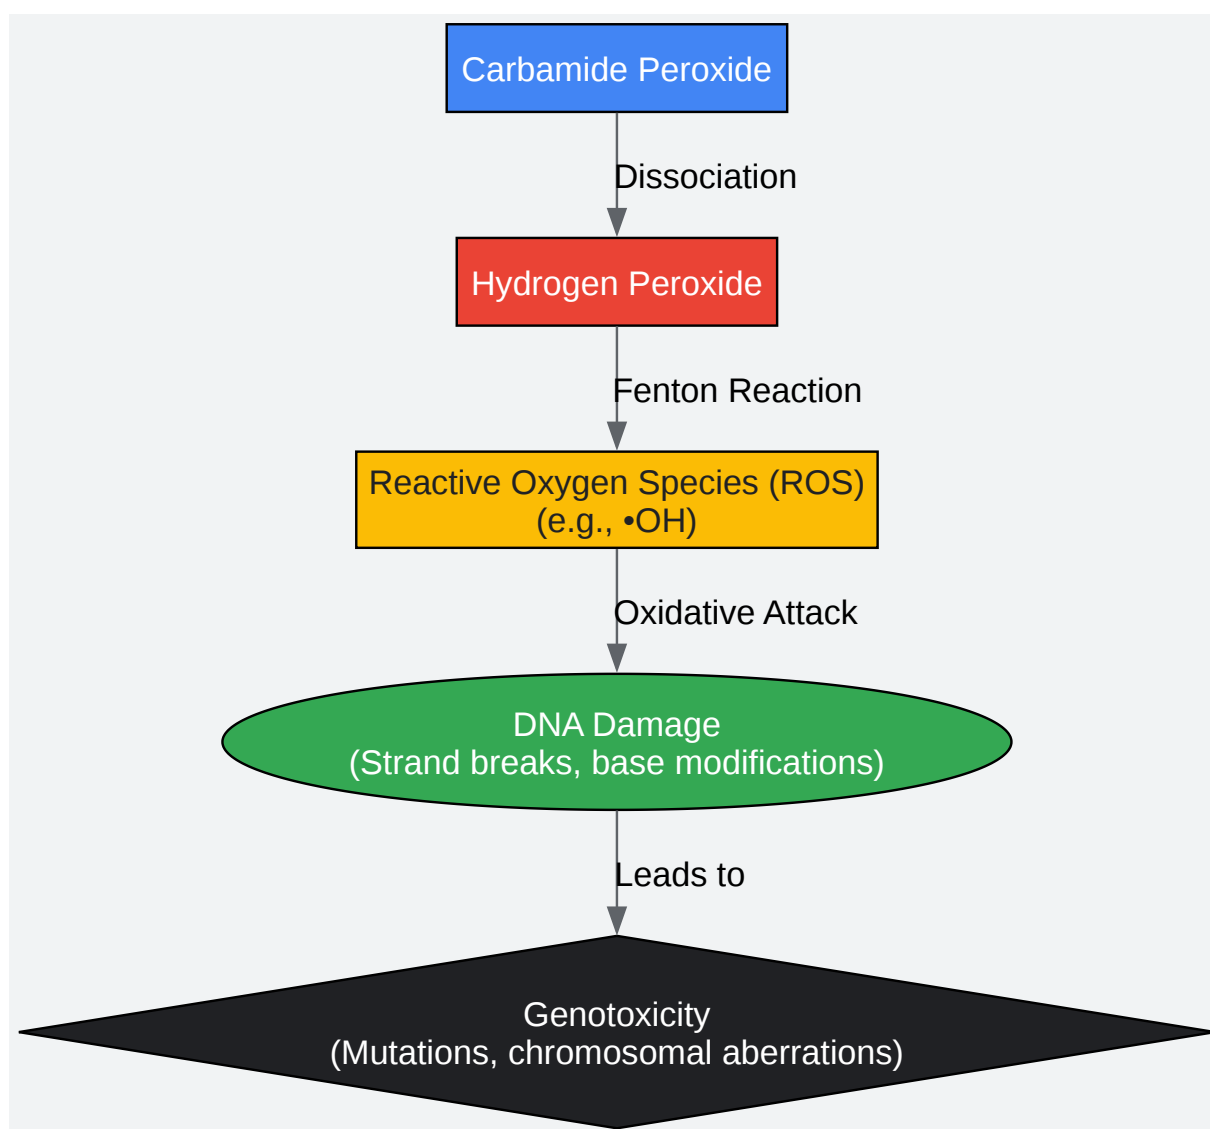 Carbamide Peroxide
Dissociation
Hydrogen Peroxide
Fenton Reaction
Reactive Oxygen Species (ROS)
(e.g., •OH)
Oxidative Attack
DNA Damage
(Strand breaks, base modifications)
Leads to
Genotoxicity
(Mutations, chromosomal aberrations)